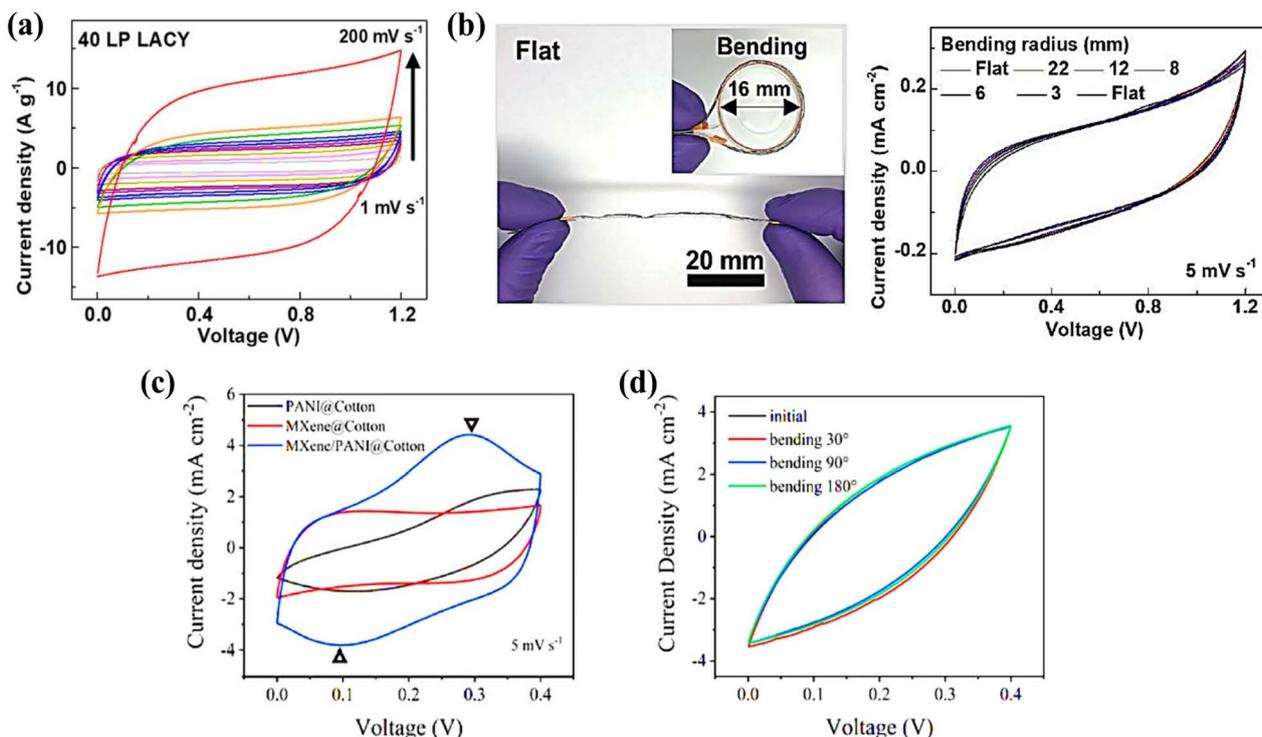 (a)
40 LP LACY
200 mV s⁻¹
1 mV s⁻¹
10
0
-10
Current density (A g⁻¹)
0.0 0.4 0.8 1.2
Voltage (V)
(b)
Flat
Bending
16 mm
20 mm
Bending radius (mm)
Flat 22 12 8
6 3 Flat
0.2
0.0
-0.2
Current density (mA cm⁻²)
5 mV s⁻¹
0.0 0.4 0.8 1.2
Voltage (V)
(c)
PANI@Cotton
MXene@Cotton
MXene/PANI@Cotton
6
4
2
0
-2
-4
Current density (mA cm⁻²)
5 mV s⁻¹
0.0 0.1 0.2 0.3 0.4
Voltage (V)
(d)
initial
bending 30°
bending 90°
bending 180°
4
2
0
-2
-4
Current Density (mA cm⁻²)
0.0 0.1 0.2 0.3 0.4
Voltage (V)